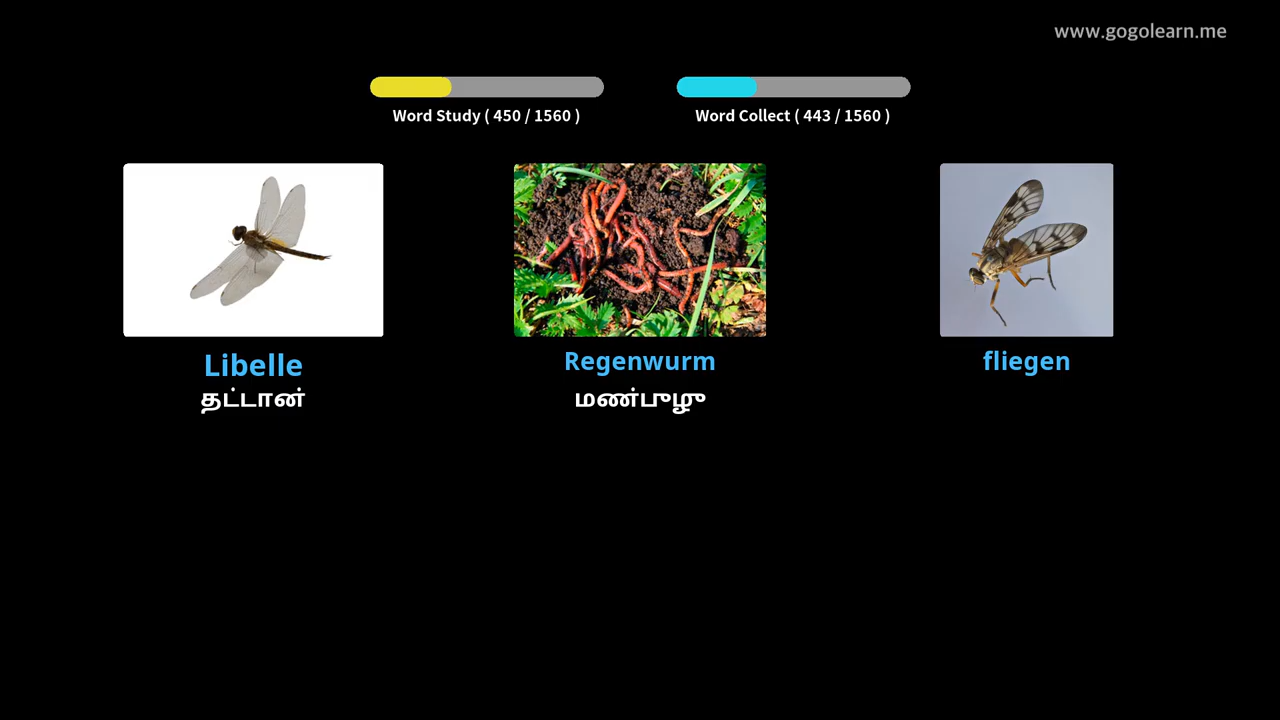 www.gogolearn.me
Word Study ( 450 / 1560 )
Word Collect ( 443 / 1560 )
Libelle
தட்டான்
Regenwurm
மண்புழு
fliegen